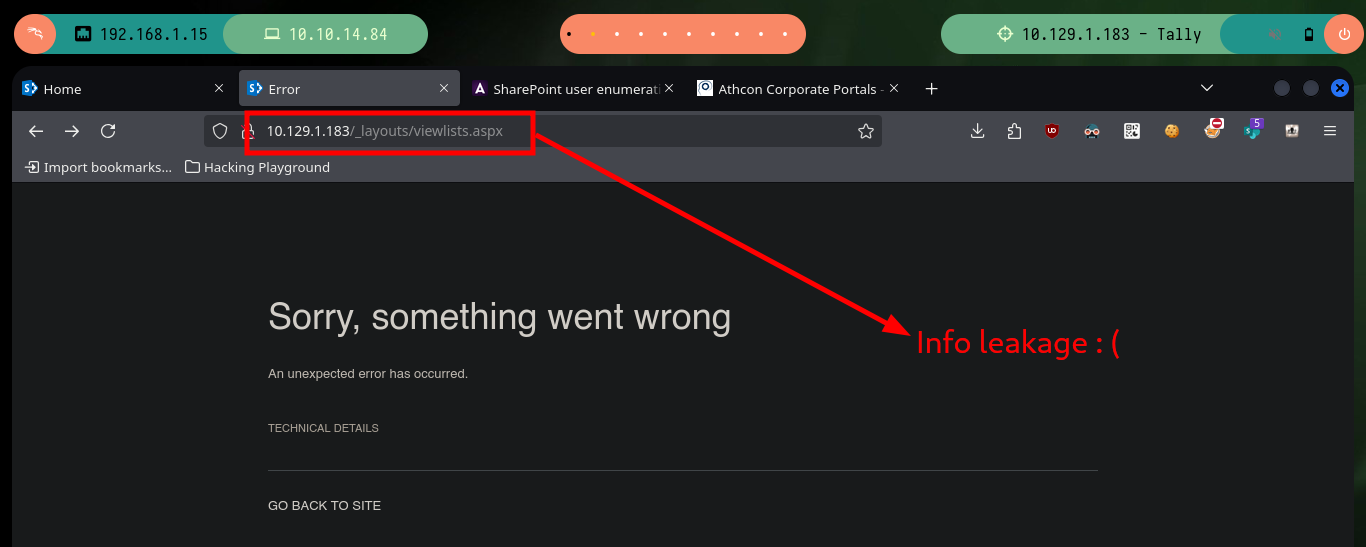 192.168.1.15
10.10.14.84
10.129.1.183 - Tally
Home
Error
SharePoint user enumerati
Athcon Corporate Portals -
10.129.1.183/_layouts/viewlists.aspx
5
Import bookmarks...
Hacking Playground
Sorry, something went wrong
Info leakage : (
An unexpected error has occurred.
TECHNICAL DETAILS
GO BACK TO SITE